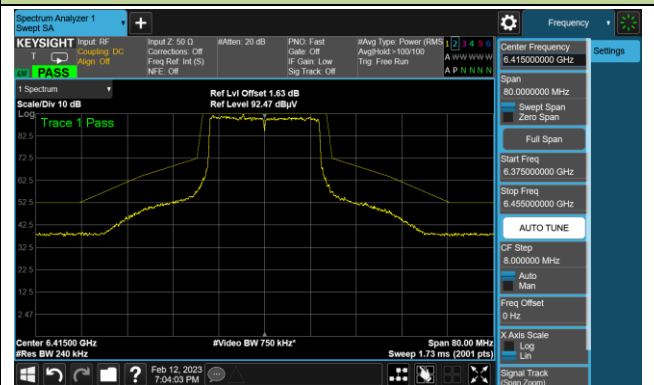 Spectrum Analyzer 1
Swept SA
Frequency
KEYSIGHT Input: RF
Coupling: DC
Align: Off
Input Z: 50 Ω
Corrections: Off
Freq Ref: Int (S)
NFE: Off
#Atten: 20 dB
PNO: Fast
Gate: Off
IF Gain: Low
Sig Track: Off
#Avg Type: Power (RMS
Avg|Hold:>100/100
Trig: Free Run
1 2 3 4 5 6
A W W W W W
A P N N N N
T
PASS
Center Frequency
6.415000000 GHz
Settings
Span
80.0000000 MHz
Swept Span
Zero Span
Full Span
Start Freq
6.375000000 GHz
Stop Freq
6.455000000 GHz
AUTO TUNE
CF Step
8.000000 MHz
Auto
Man
Freq Offset
0 Hz
X Axis Scale
Log
Lin
Signal Track
(Span Zoom)
1 Spectrum
Scale/Div 10 dB
Ref Lvl Offset 1.63 dB
Ref Level 92.47 dBµV
Log
Trace 1 Pass
82.5
72.5
62.5
52.5
42.5
32.5
22.5
12.5
2.47
Center 6.41500 GHz
#Video BW 750 kHz*
Span 80.00 MHz
#Res BW 240 kHz
Sweep 1.73 ms (2001 pts)
Feb 12, 2023
7:04:03 PM